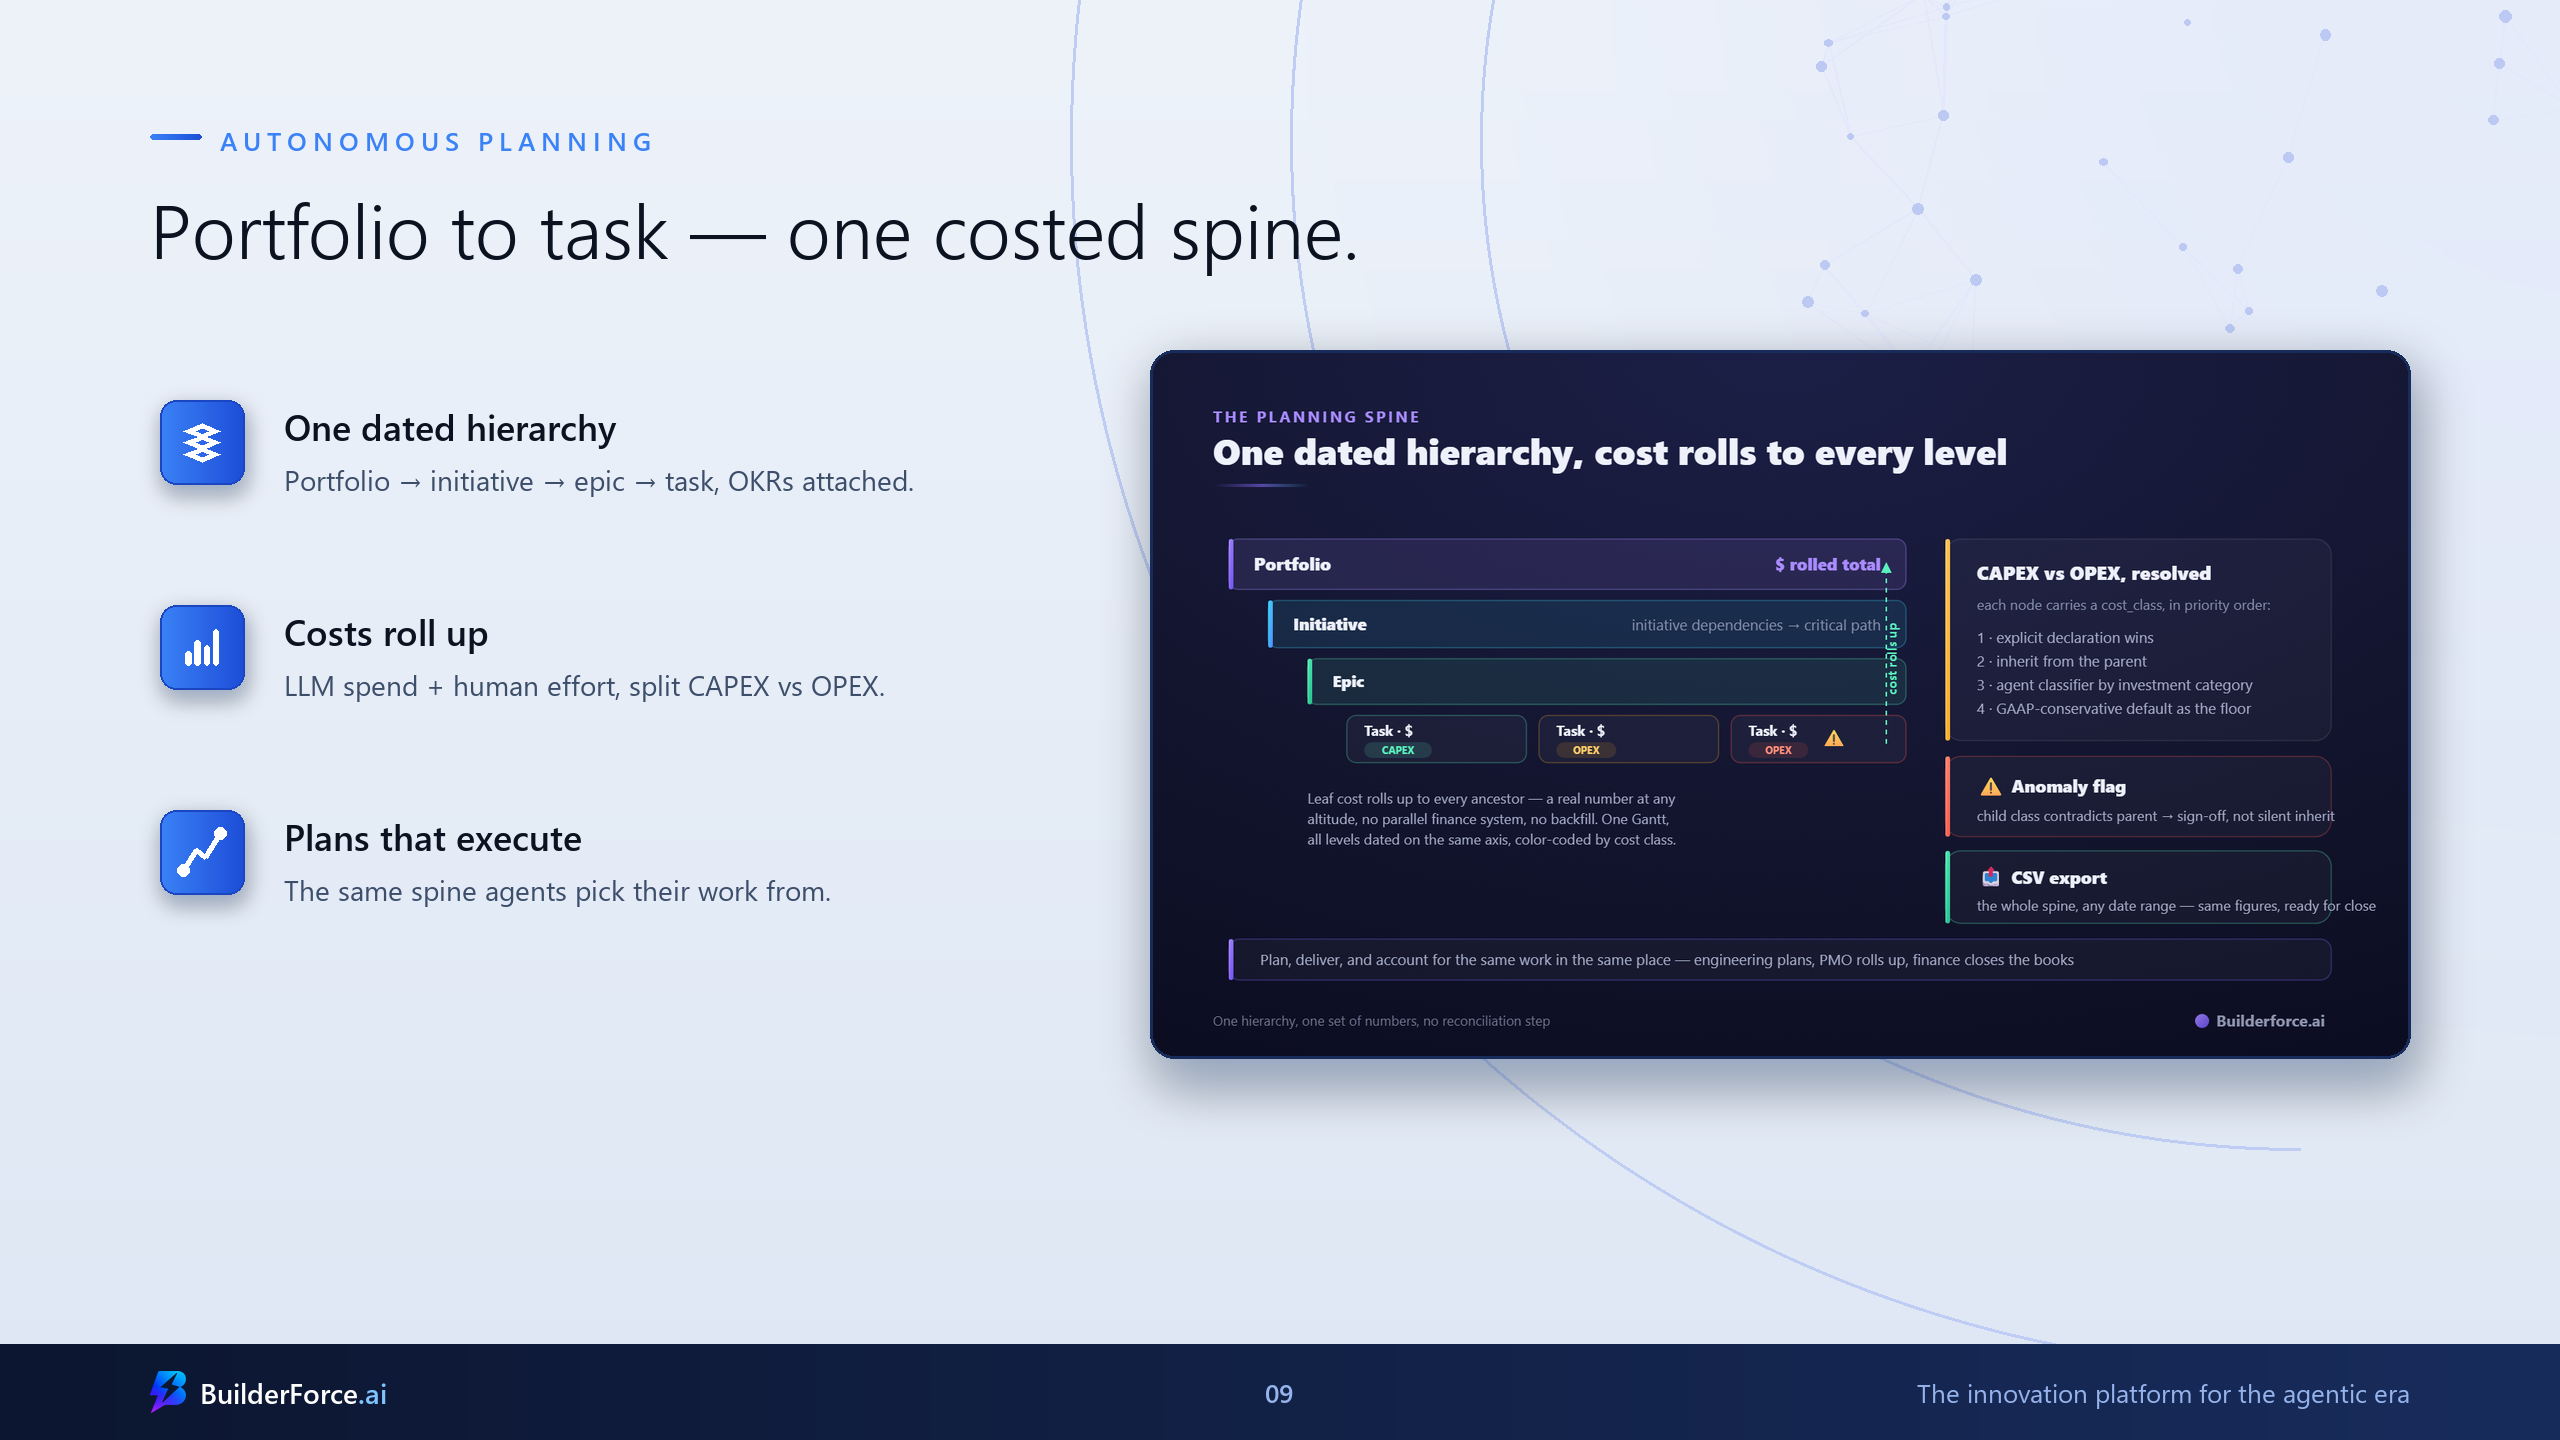 AUTONOMOUS PLANNING
Portfolio to task — one costed spine.
One dated hierarchy
Portfolio → initiative → epic → task, OKRs attached.
Costs roll up
LLM spend + human effort, split CAPEX vs OPEX.
Plans that execute
The same spine agents pick their work from.
THE PLANNING SPINE
One dated hierarchy, cost rolls to every level
Portfolio
$ rolled total
Initiative
initiative dependencies → critical path
Epic
cost rolls up
Task · $
CAPEX
Task · $
OPEX
Task · $
OPEX
Leaf cost rolls up to every ancestor — a real number at any
altitude, no parallel finance system, no backfill. One Gantt,
all levels dated on the same axis, color-coded by cost class.
CAPEX vs OPEX, resolved
each node carries a cost_class, in priority order:
1 · explicit declaration wins
2 · inherit from the parent
3 · agent classifier by investment category
4 · GAAP-conservative default as the floor
Anomaly flag
child class contradicts parent → sign-off, not silent inherit
CSV export
the whole spine, any date range — same figures, ready for close
Plan, deliver, and account for the same work in the same place — engineering plans, PMO rolls up, finance closes the books
One hierarchy, one set of numbers, no reconciliation step
Builderforce.ai
BuilderForce.ai
09
The innovation platform for the agentic era